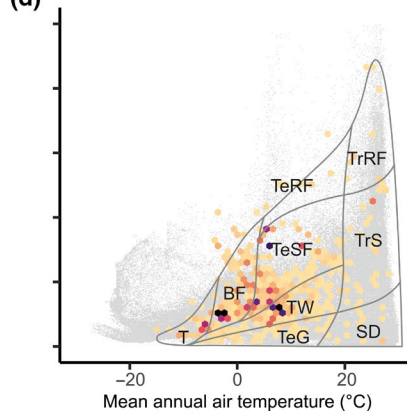 (d)
TrRF
TeRF
TrS
TeSF
BF
TW
SD
T
TeG
−20 0 20
Mean annual air temperature (°C)